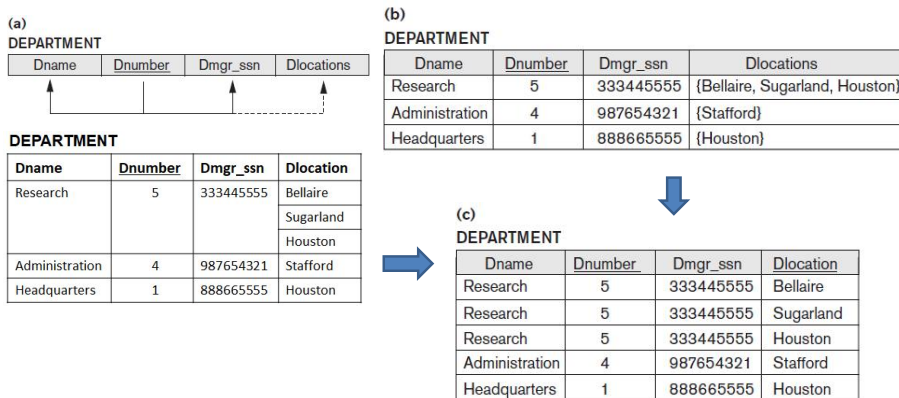 (a)
DEPARTMENT
Dname Dnumber Dmgr_ssn Dlocations
DEPARTMENT
Dname Dnumber Dmgr_ssn Dlocation
Research 5 333445555 Bellaire
Sugarland
Houston
Administration 4 987654321 Stafford
Headquarters 1 888665555 Houston
(b)
DEPARTMENT
Dname Dnumber Dmgr_ssn Dlocations
Research 5 333445555 {Bellaire, Sugarland, Houston}
Administration 4 987654321 {Stafford}
Headquarters 1 888665555 {Houston}
(c)
DEPARTMENT
Dname Dnumber Dmgr_ssn Dlocation
Research 5 333445555 Bellaire
Research 5 333445555 Sugarland
Research 5 333445555 Houston
Administration 4 987654321 Stafford
Headquarters 1 888665555 Houston